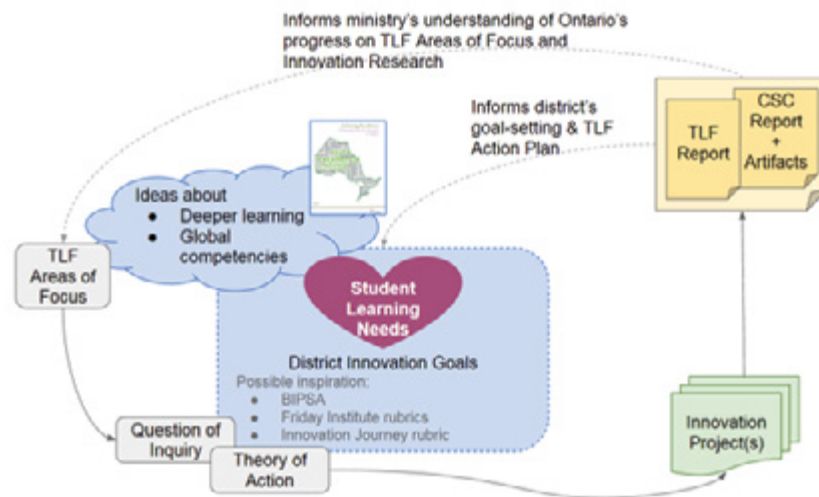 Informs ministry's understanding of Ontario's
progress on TLF Areas of Focus and
Innovation Research
Informs district's
goal-setting & TLF
Action Plan
TLF
Report
CSC
Report
+
Artifacts
Ideas about
● Deeper learning
● Global
competencies
TLF
Areas of
Focus
Student
Learning
Needs
District Innovation Goals
Possible inspiration:
● BIPSA
● Friday Institute rubrics
● Innovation Journey rubric
Question of
Inquiry
Theory of
Action
Innovation
Project(s)